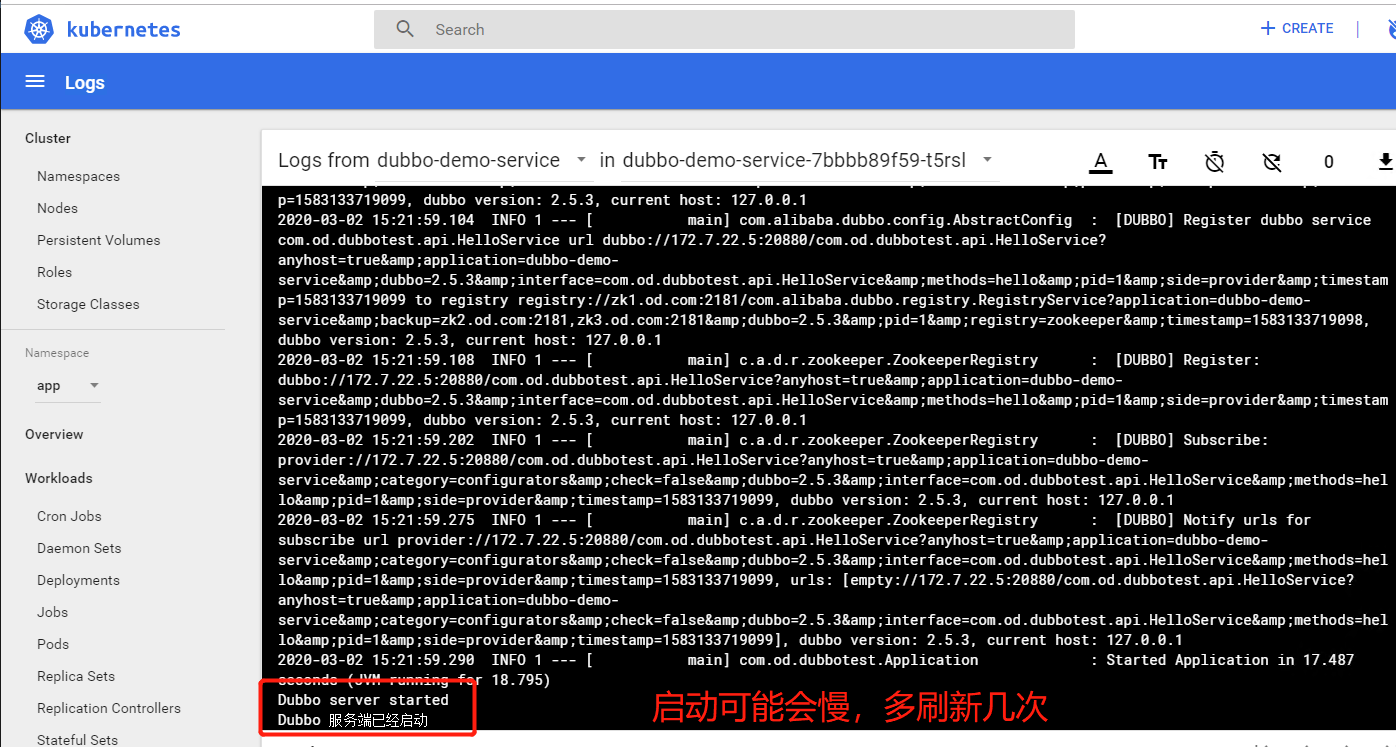 kubernetes
Search
+ CREATE
Logs
Cluster
Namespaces
Nodes
Persistent Volumes
Roles
Storage Classes
Namespace
app
Overview
Workloads
Cron Jobs
Daemon Sets
Deployments
Jobs
Pods
Replica Sets
Replication Controllers
Stateful Sets
Logs from dubbo-demo-service in dubbo-demo-service-7bbbb89f59-t5rsl
A Tт 0
p=1583133719099, dubbo version: 2.5.3, current host: 127.0.0.1
2020-03-02 15:21:59.104 INFO 1 --- [ main] com.alibaba.dubbo.config.AbstractConfig : [DUBBO] Register dubbo service
com.od.dubbotest.api.HelloService url dubbo://172.7.22.5:20880/com.od.dubbotest.api.HelloService?
anyhost=true&amp;application=dubbo-demo-
service&amp;dubbo=2.5.3&amp;interface=com.od.dubbotest.api.HelloService&amp;methods=hello&amp;pid=1&amp;side=provider&amp;timestam
p=1583133719099 to registry registry://zk1.od.com:2181/com.alibaba.dubbo.registry.RegistryService?application=dubbo-demo-
service&amp;backup=zk2.od.com:2181,zk3.od.com:2181&amp;dubbo=2.5.3&amp;pid=1&amp;registry=zookeeper&amp;timestamp=1583133719098,
dubbo version: 2.5.3, current host: 127.0.0.1
2020-03-02 15:21:59.108 INFO 1 --- [ main] c.a.d.r.zookeeper.ZookeeperRegistry : [DUBBO] Register:
dubbo://172.7.22.5:20880/com.od.dubbotest.api.HelloService?anyhost=true&amp;application=dubbo-demo-
service&amp;dubbo=2.5.3&amp;interface=com.od.dubbotest.api.HelloService&amp;methods=hello&amp;pid=1&amp;side=provider&amp;timestam
p=1583133719099, dubbo version: 2.5.3, current host: 127.0.0.1
2020-03-02 15:21:59.202 INFO 1 --- [ main] c.a.d.r.zookeeper.ZookeeperRegistry : [DUBBO] Subscribe:
provider://172.7.22.5:20880/com.od.dubbotest.api.HelloService?anyhost=true&amp;application=dubbo-demo-
service&amp;category=configurators&amp;check=false&amp;dubbo=2.5.3&amp;interface=com.od.dubbotest.api.HelloService&amp;methods=hel
lo&amp;pid=1&amp;side=provider&amp;timestamp=1583133719099, dubbo version: 2.5.3, current host: 127.0.0.1
2020-03-02 15:21:59.275 INFO 1 --- [ main] c.a.d.r.zookeeper.ZookeeperRegistry : [DUBBO] Notify urls for
subscribe url provider://172.7.22.5:20880/com.od.dubbotest.api.HelloService?anyhost=true&amp;application=dubbo-demo-
service&amp;category=configurators&amp;check=false&amp;dubbo=2.5.3&amp;interface=com.od.dubbotest.api.HelloService&amp;methods=hel
lo&amp;pid=1&amp;side=provider&amp;timestamp=1583133719099, urls: [empty://172.7.22.5:20880/com.od.dubbotest.api.HelloService?
anyhost=true&amp;application=dubbo-demo-
service&amp;category=configurators&amp;check=false&amp;dubbo=2.5.3&amp;interface=com.od.dubbotest.api.HelloService&amp;methods=hel
lo&amp;pid=1&amp;side=provider&amp;timestamp=1583133719099], dubbo version: 2.5.3, current host: 127.0.0.1
2020-03-02 15:21:59.290 INFO 1 --- [ main] com.od.dubbotest.Application : Started Application in 17.487
seconds (JVM running for 18.795)
Dubbo server started
Dubbo 服务端已经启动
启动可能会慢，多刷新几次